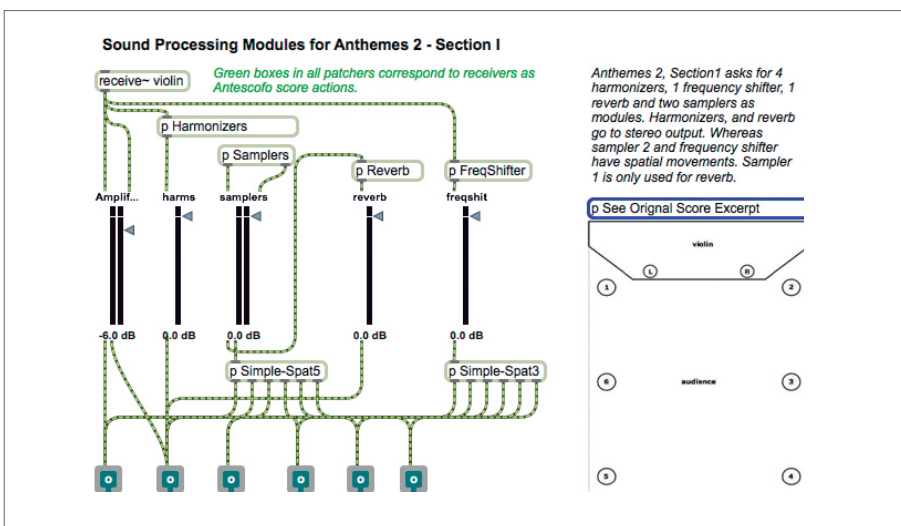 Sound Processing Modules for Anthemes 2 - Section I
receive~ violin
Green boxes in all patchers correspond to receivers as
Antescofo score actions.
Anthemes 2, Section1 asks for 4
harmonizers, 1 frequency shifter, 1
reverb and two samplers as
modules. Harmonizers, and reverb
go to stereo output. Whereas
sampler 2 and frequency shifter
have spatial movements. Sampler
1 is only used for reverb.
p Harmonizers
p Samplers
p Reverb
p FreqShifter
Amplif...
harms
samplers
reverb
freqshit
p See Orignal Score Excerpt
violin
L
R
1
2
-6.0 dB
0.0 dB
0.0 dB
0.0 dB
0.0 dB
p Simple-Spat5
p Simple-Spat3
6
audience
3
5
4
o
o
o
o
o
o